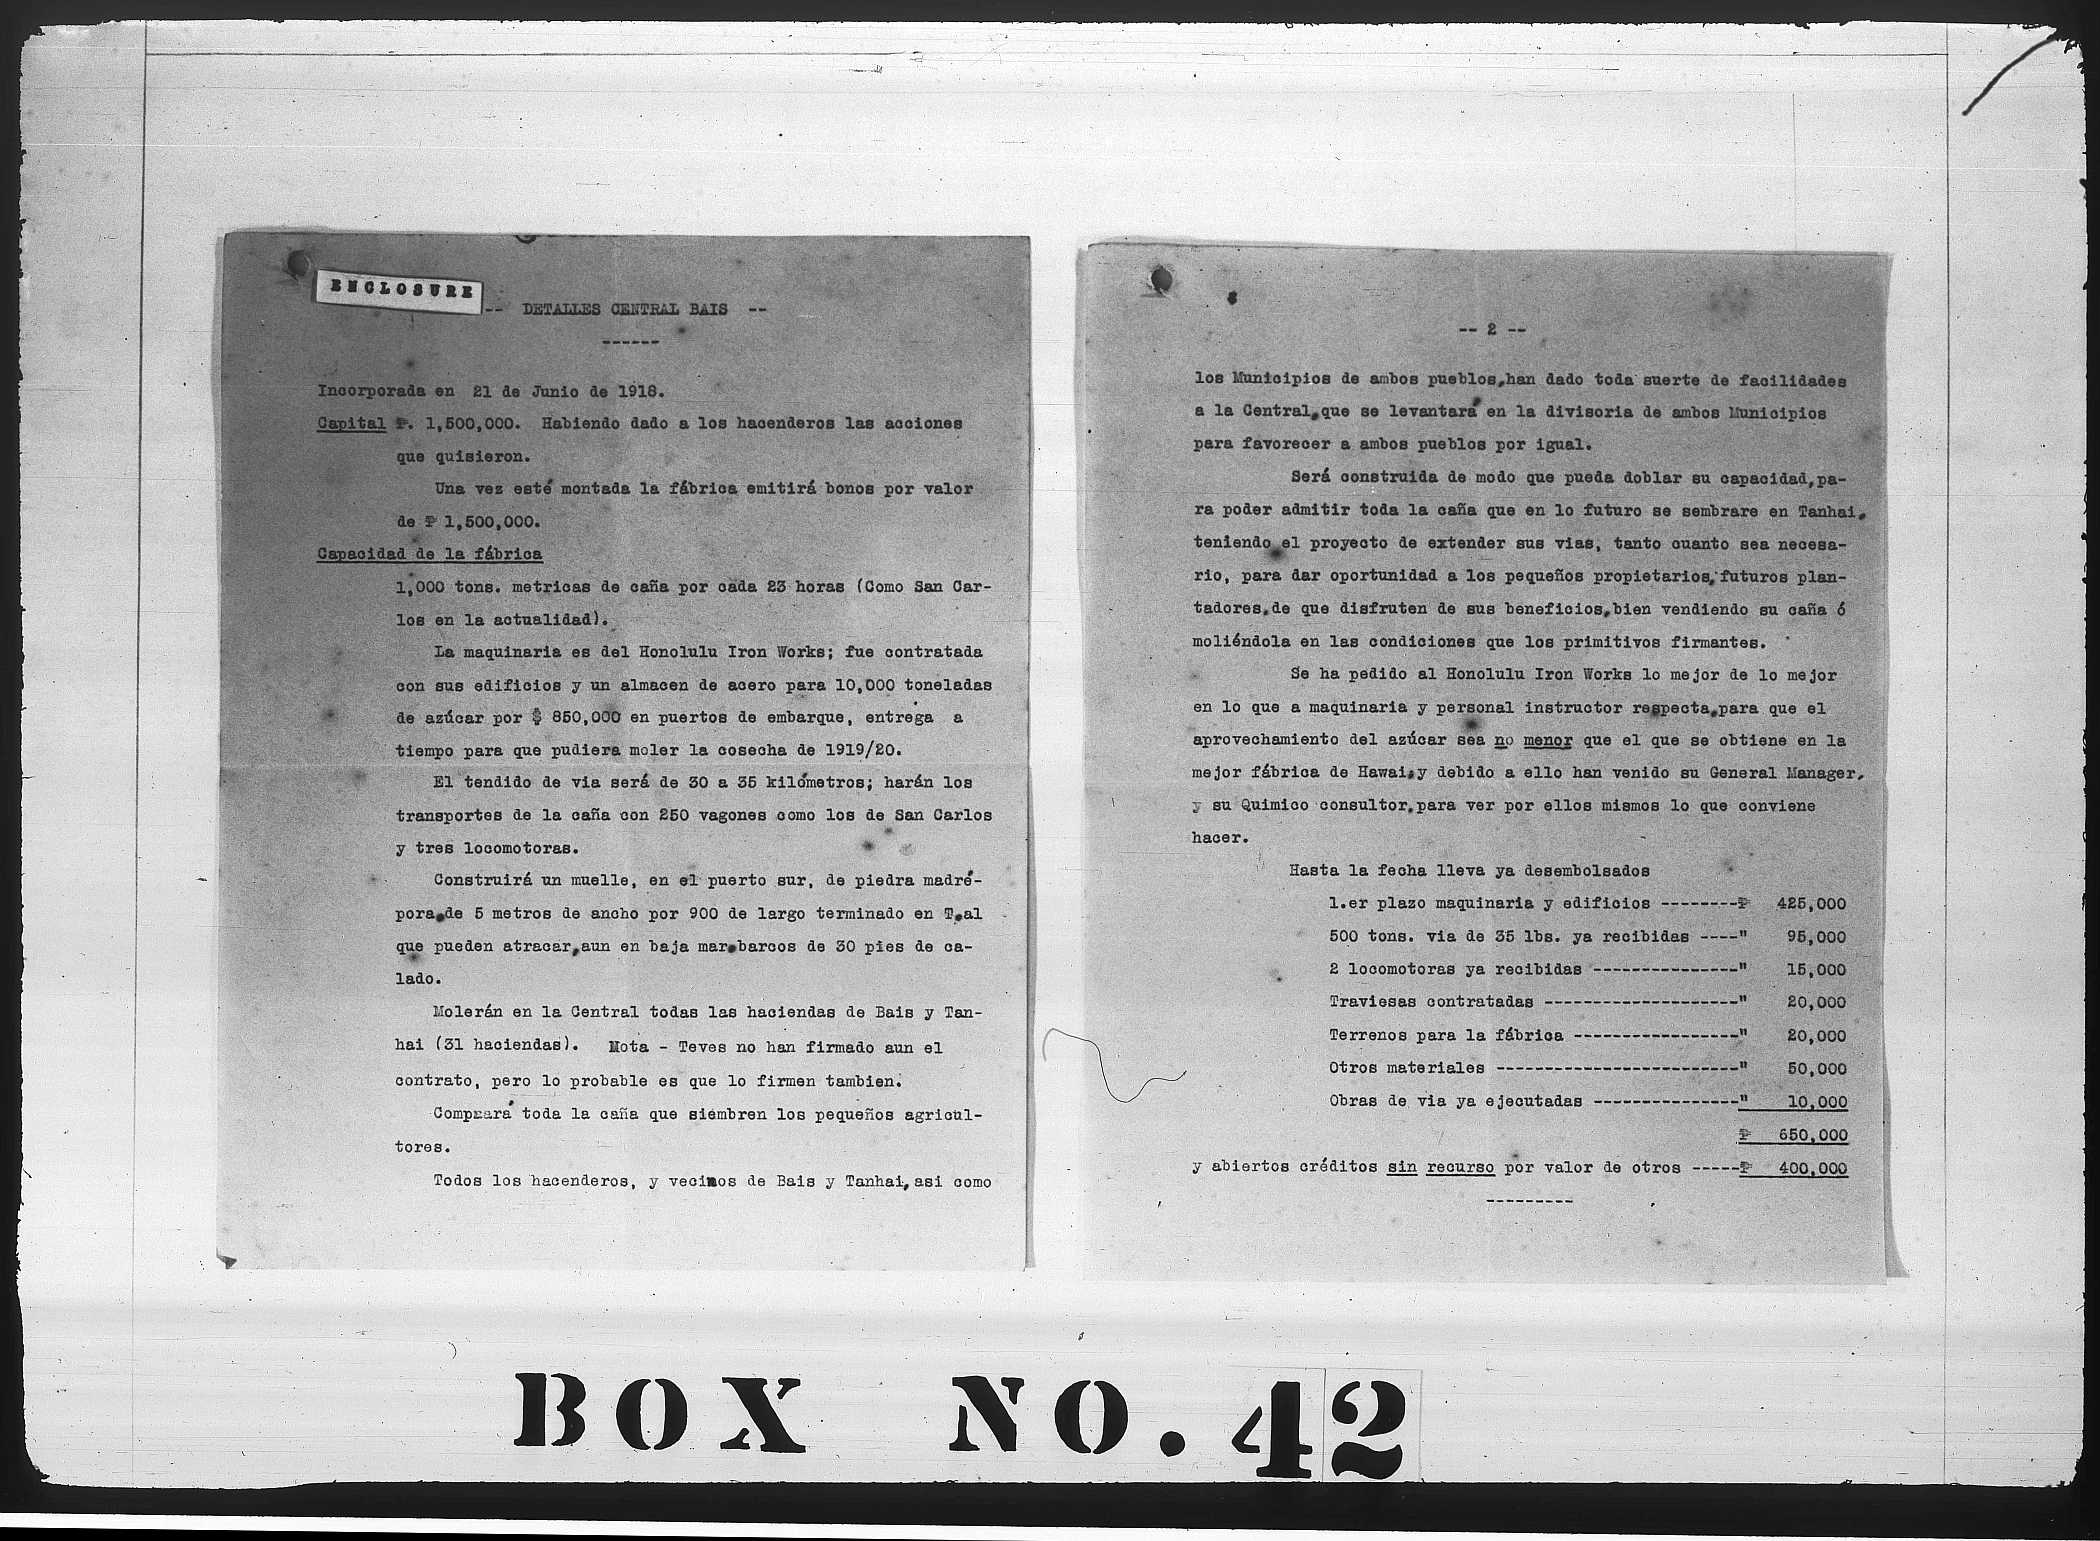 ENCLOSURE
-- DETALLES CENTRAL BAIS --
------
Incorporada en 21 de Junio de 1918.
Capital ₱. 1,500,000. Habiendo dado a los hacenderos las acciones
que quisieron.
Una vez esté montada la fábrica emitirá bonos por valor
de ₱ 1,500,000.
Capacidad de la fábrica
1,000 tons. metricas de caña por cada 23 horas (Como San Car-
los en la actualidad).
La maquinaria es del Honolulu Iron Works; fue contratada
con sus edificios y un almacen de acero para 10,000 toneladas
de azúcar por $ 850,000 en puertos de embarque, entrega a
tiempo para que pudiera moler la cosecha de 1919/20.
El tendido de via será de 30 a 35 kilómetros; harán los
transportes de la caña con 250 vagones como los de San Carlos
y tres locomotoras.
Construirá un muelle, en el puerto sur, de piedra madré-
pora,de 5 metros de ancho por 900 de largo terminado en T,al
que pueden atracar,aun en baja mar,barcos de 30 pies de ca-
lado.
Molerán en la Central todas las haciendas de Bais y Tan-
hai (31 haciendas). Nota - Teves no han firmado aun el
contrato, pero lo probable es que lo firmen tambien.
Comprará toda la caña que siembren los pequeños agricul-
tores.
Todos los hacenderos, y vecinos de Bais y Tanhai,asi como
-- 2 --
los Municipios de ambos pueblos,han dado toda suerte de facilidades
a la Central,que se levantará en la divisoria de ambos Municipios
para favorecer a ambos pueblos por igual.
Será construida de modo que pueda doblar su capacidad,pa-
ra poder admitir toda la caña que en lo futuro se sembrare en Tanhai,
teniendo el proyecto de extender sus vias, tanto cuanto sea necesa-
rio, para dar oportunidad a los pequeños propietarios,futuros plan-
tadores,de que disfruten de sus beneficios,bien vendiendo su caña ó
moliéndola en las condiciones que los primitivos firmantes.
Se ha pedido al Honolulu Iron Works lo mejor de lo mejor
en lo que a maquinaria y personal instructor respecta,para que el
aprovechamiento del azúcar sea no menor que el que se obtiene en la
mejor fábrica de Hawai,y debido a ello han venido su General Manager,
y su Quimico consultor,para ver por ellos mismos lo que conviene
hacer.
Hasta la fecha lleva ya desembolsados
1.er plazo maquinaria y edificios --------₱ 425,000
500 tons. via de 35 lbs. ya recibidas ----" 95,000
2 locomotoras ya recibidas ---------------" 15,000
Traviesas contratadas --------------------" 20,000
Terrenos para la fábrica -----------------" 20,000
Otros materiales -------------------------" 50,000
Obras de via ya ejecutadas ---------------" 10,000
₱ 650,000
y abiertos créditos sin recurso por valor de otros -----₱ 400,000
---------
BOX NO. 42